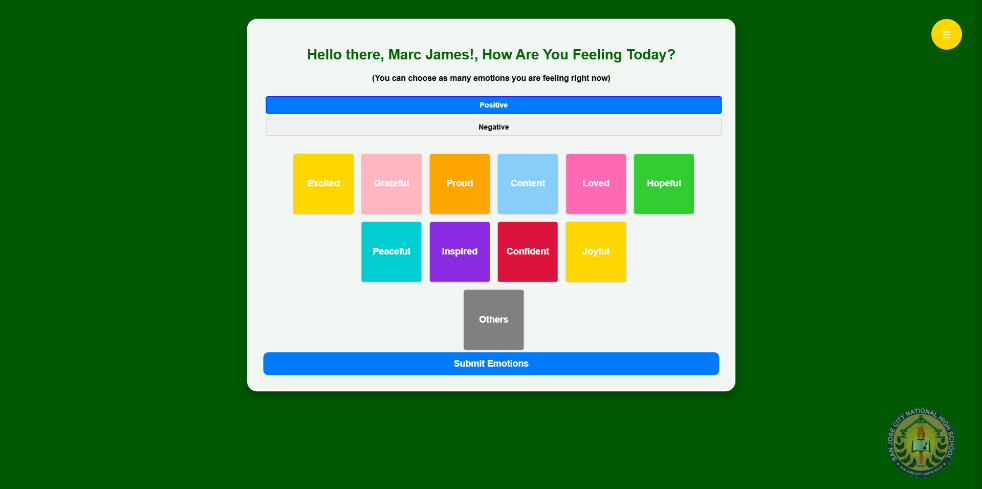 Hello there, Marc James!, How Are You Feeling Today?
(You can choose as many emotions you are feeling right now)
Positive
Negative
Excited Grateful Proud Content Loved Hopeful
Peaceful Inspired Confident Joyful
Others
Submit Emotions
SAN JOSE CITY NATIONAL HIGH SCHOOL